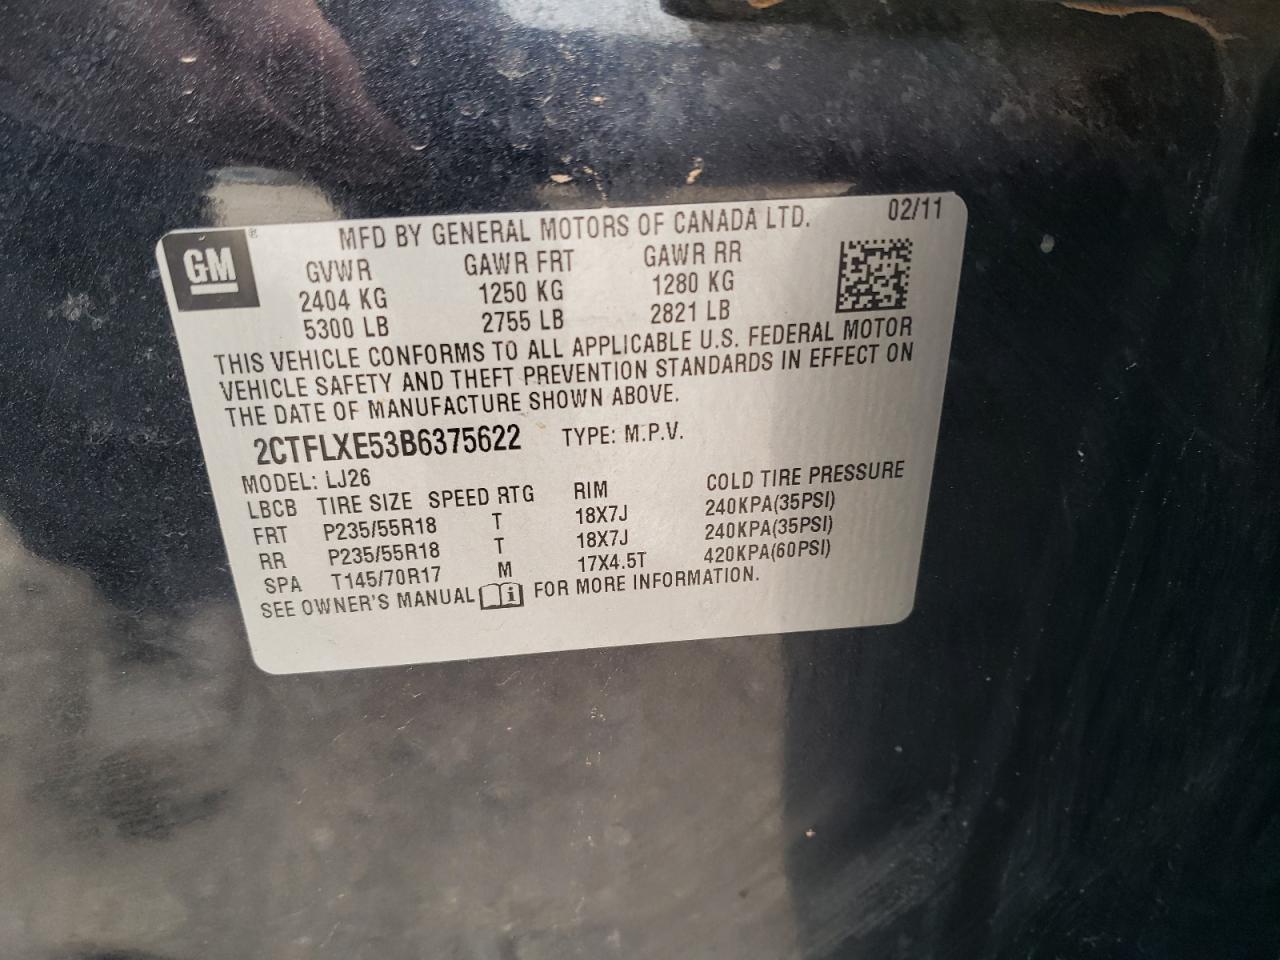 GM®
MFD BY GENERAL MOTORS OF CANADA LTD. 02/11
GVWR GAWR FRT GAWR RR
2404 KG 1250 KG 1280 KG
5300 LB 2755 LB 2821 LB
THIS VEHICLE CONFORMS TO ALL APPLICABLE U.S. FEDERAL MOTOR
VEHICLE SAFETY AND THEFT PREVENTION STANDARDS IN EFFECT ON
THE DATE OF MANUFACTURE SHOWN ABOVE.
2CTFLXE53B6375622 TYPE: M.P.V.
MODEL: LJ26
LBCB TIRE SIZE SPEED RTG RIM COLD TIRE PRESSURE
FRT P235/55R18 T 18X7J 240KPA(35PSI)
RR P235/55R18 T 18X7J 240KPA(35PSI)
SPA T145/70R17 M 17X4.5T 420KPA(60PSI)
SEE OWNER'S MANUAL i FOR MORE INFORMATION.